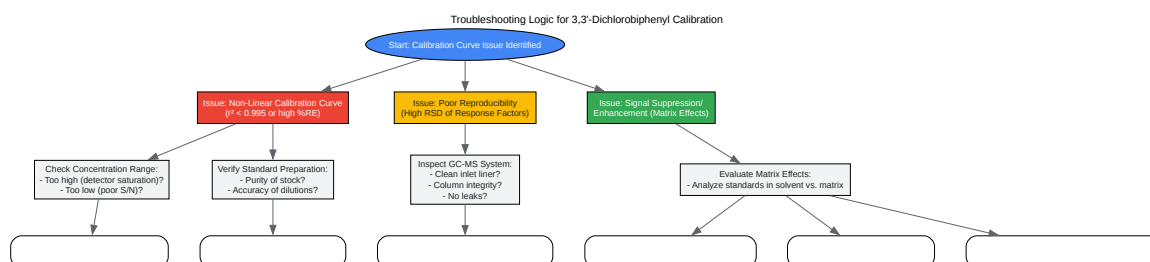 Troubleshooting Logic for 3,3'-Dichlorobiphenyl Calibration
Start: Calibration Curve Issue Identified
Issue: Non-Linear Calibration Curve
(r² < 0.995 or high %RE)
Issue: Poor Reproducibility
(High RSD of Response Factors)
Issue: Signal Suppression/
Enhancement (Matrix Effects)
Check Concentration Range:
- Too high (detector saturation)?
- Too low (poor S/N)?
Verify Standard Preparation:
- Purity of stock?
- Accuracy of dilutions?
Inspect GC-MS System:
- Clean inlet liner?
- Column integrity?
- No leaks?
Evaluate Matrix Effects:
- Analyze standards in solvent vs. matrix